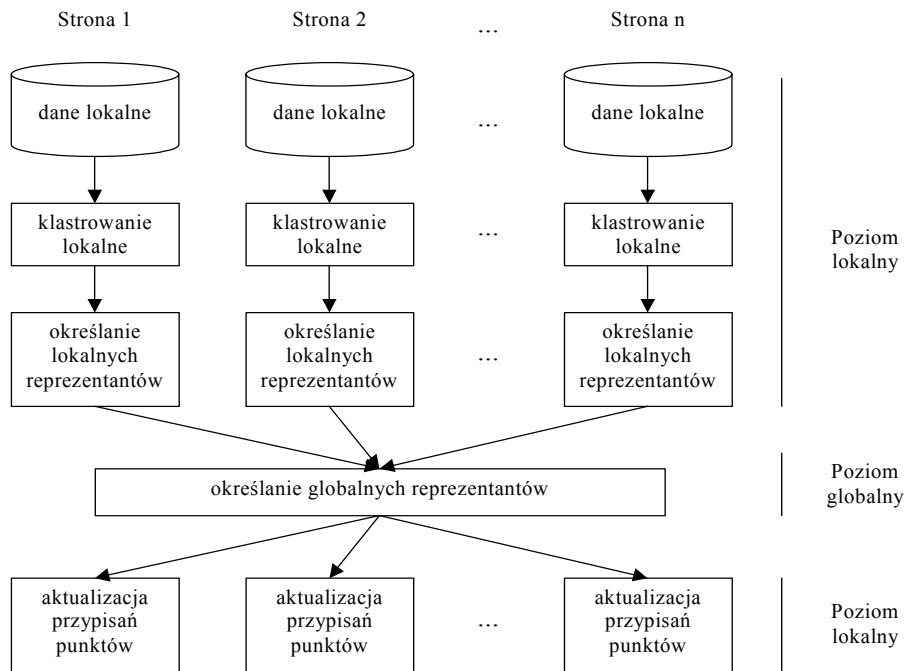 Strona 1
Strona 2
...
Strona n
dane lokalne
dane lokalne
...
dane lokalne
klastrowanie
lokalne
klastrowanie
lokalne
...
klastrowanie
lokalne
Poziom
lokalny
określanie
lokalnych
reprezentantów
określanie
lokalnych
reprezentantów
...
określanie
lokalnych
reprezentantów
określanie globalnych reprezentantów
Poziom
globalny
aktualizacja
przypisań
punktów
aktualizacja
przypisań
punktów
...
aktualizacja
przypisań
punktów
Poziom
lokalny